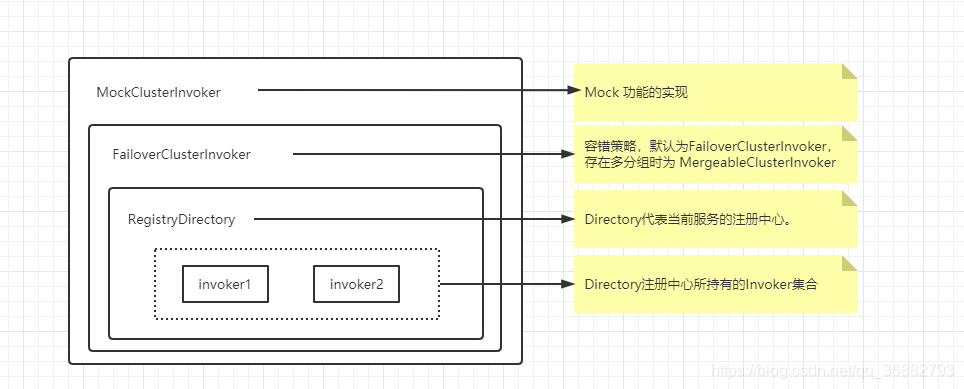 MockClusterInvoker
Mock 功能的实现
FailoverClusterInvoker
容错策略，默认为FailoverClusterInvoker，
存在多分组时为 MergeableClusterInvoker
RegistryDirectory
Directory代表当前服务的注册中心。
invoker1
invoker2
Directory注册中心所持有的Invoker集合
https://blog.csdn.net/qq_36882793